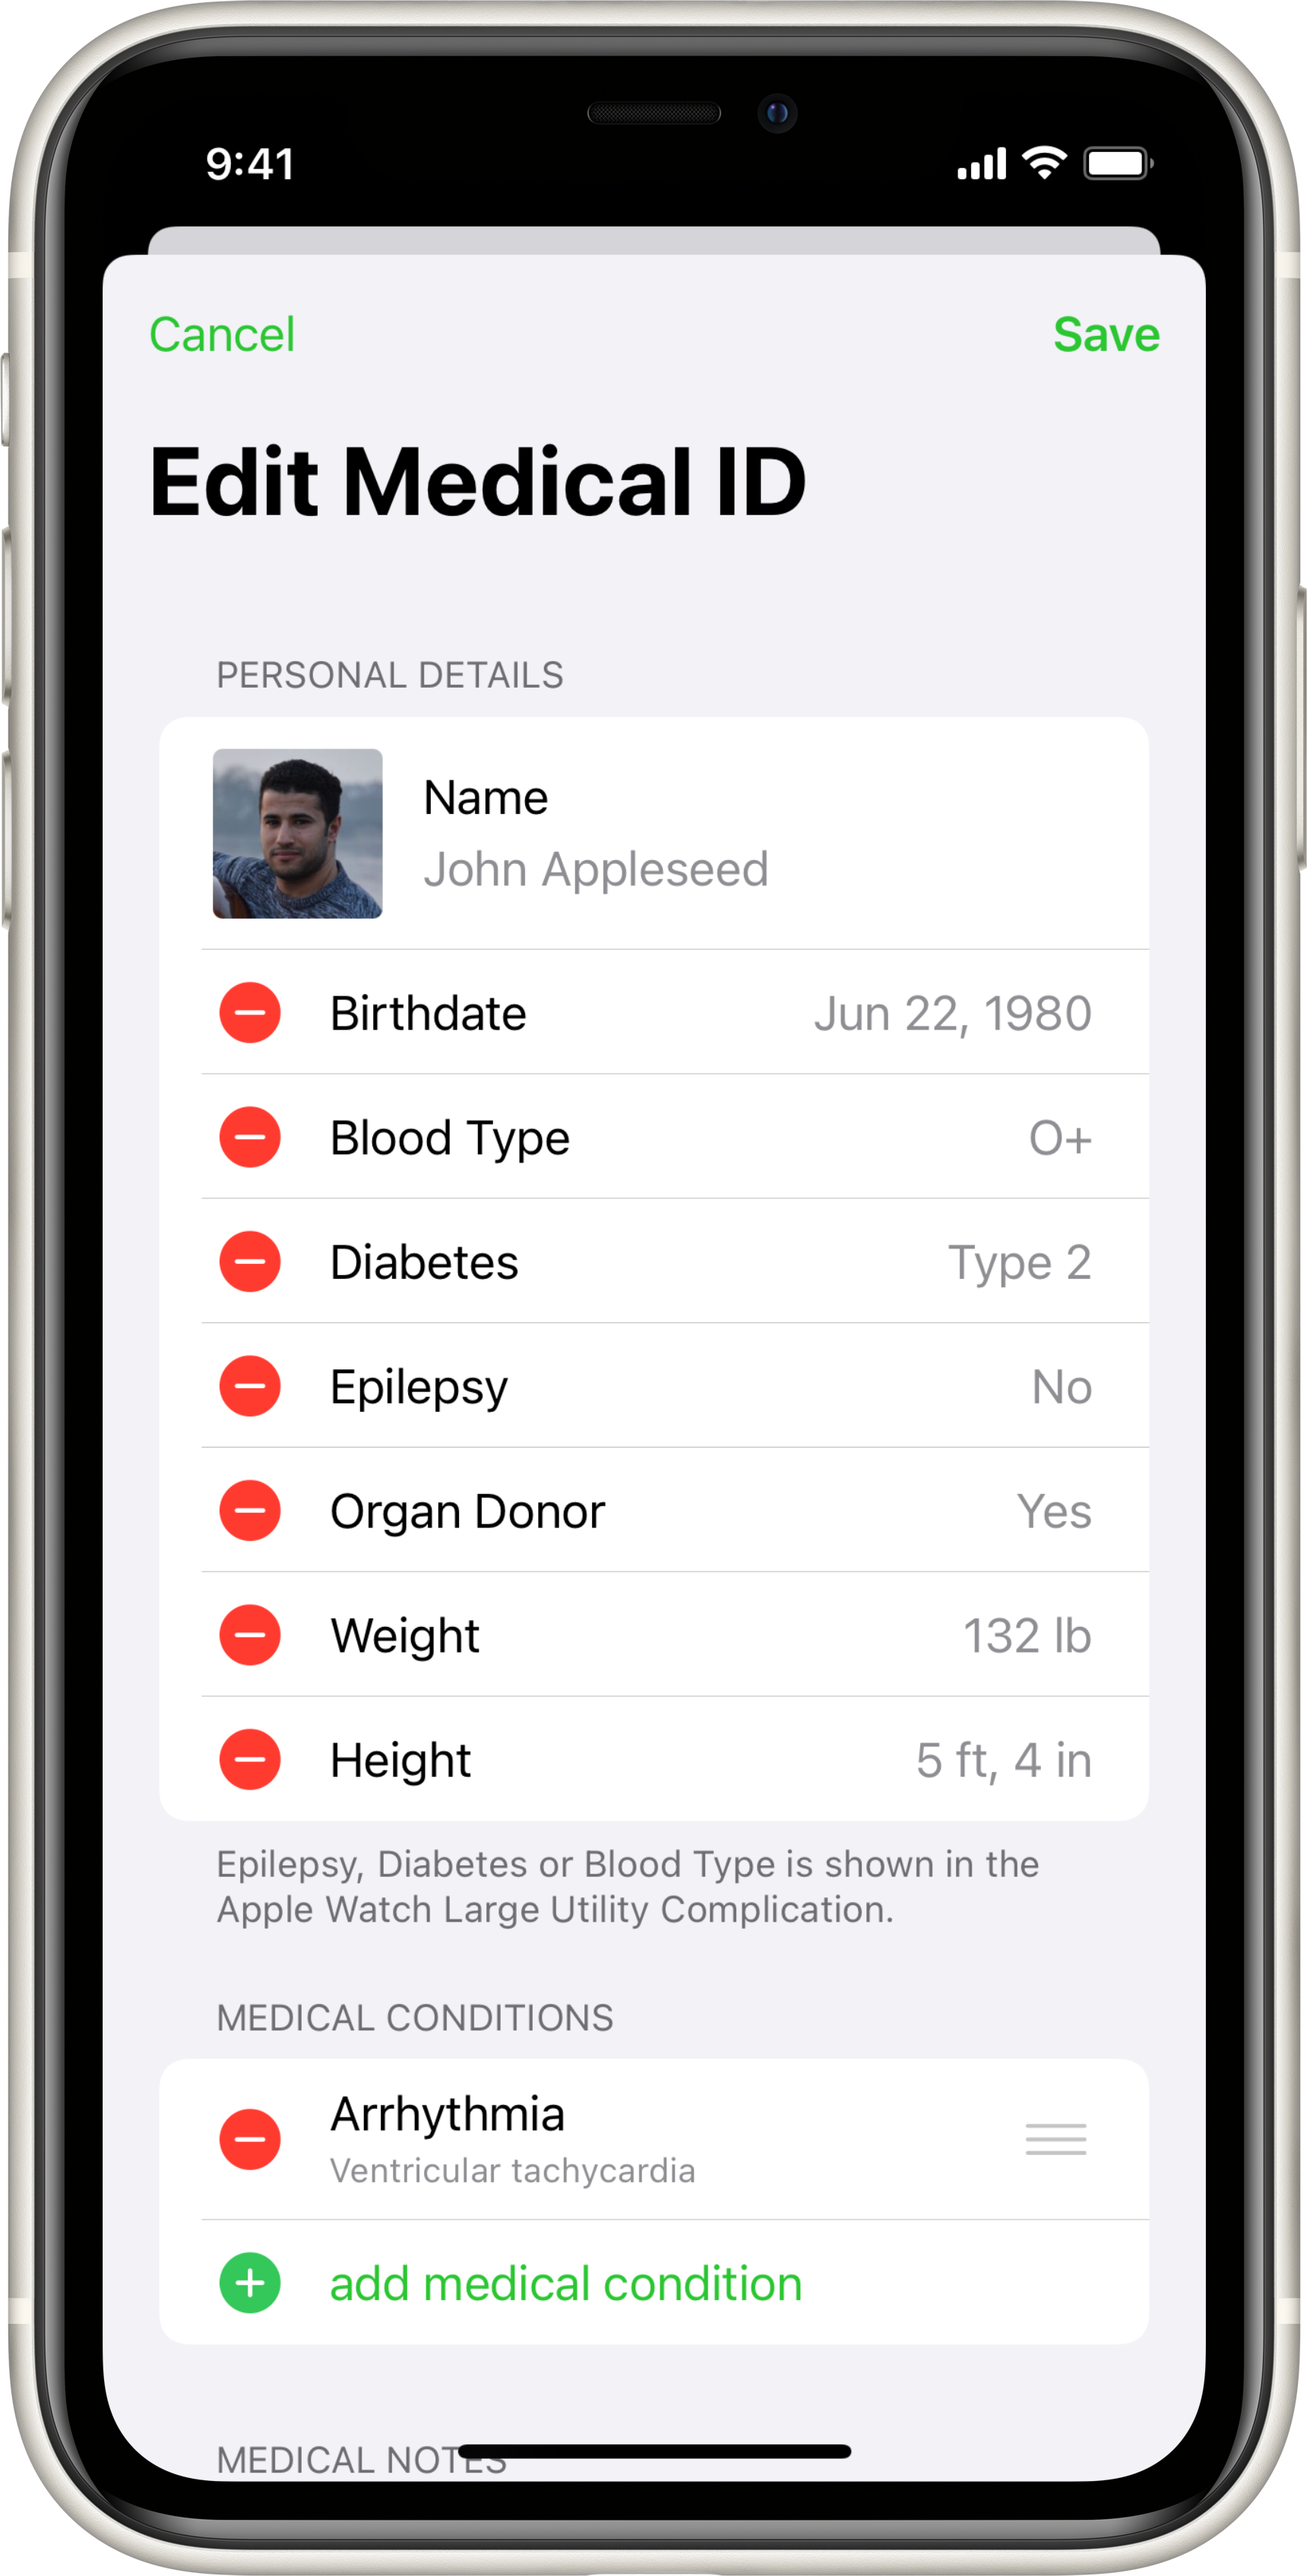 9:41
Cancel
Save
Edit Medical ID
PERSONAL DETAILS
Name
John Appleseed
Birthdate
Jun 22, 1980
Blood Type
O+
Diabetes
Type 2
Epilepsy
No
Organ Donor
Yes
Weight
132 lb
Height
5 ft, 4 in
Epilepsy, Diabetes or Blood Type is shown in the
Apple Watch Large Utility Complication.
MEDICAL CONDITIONS
Arrhythmia
Ventricular tachycardia
add medical condition
MEDICAL NOTES